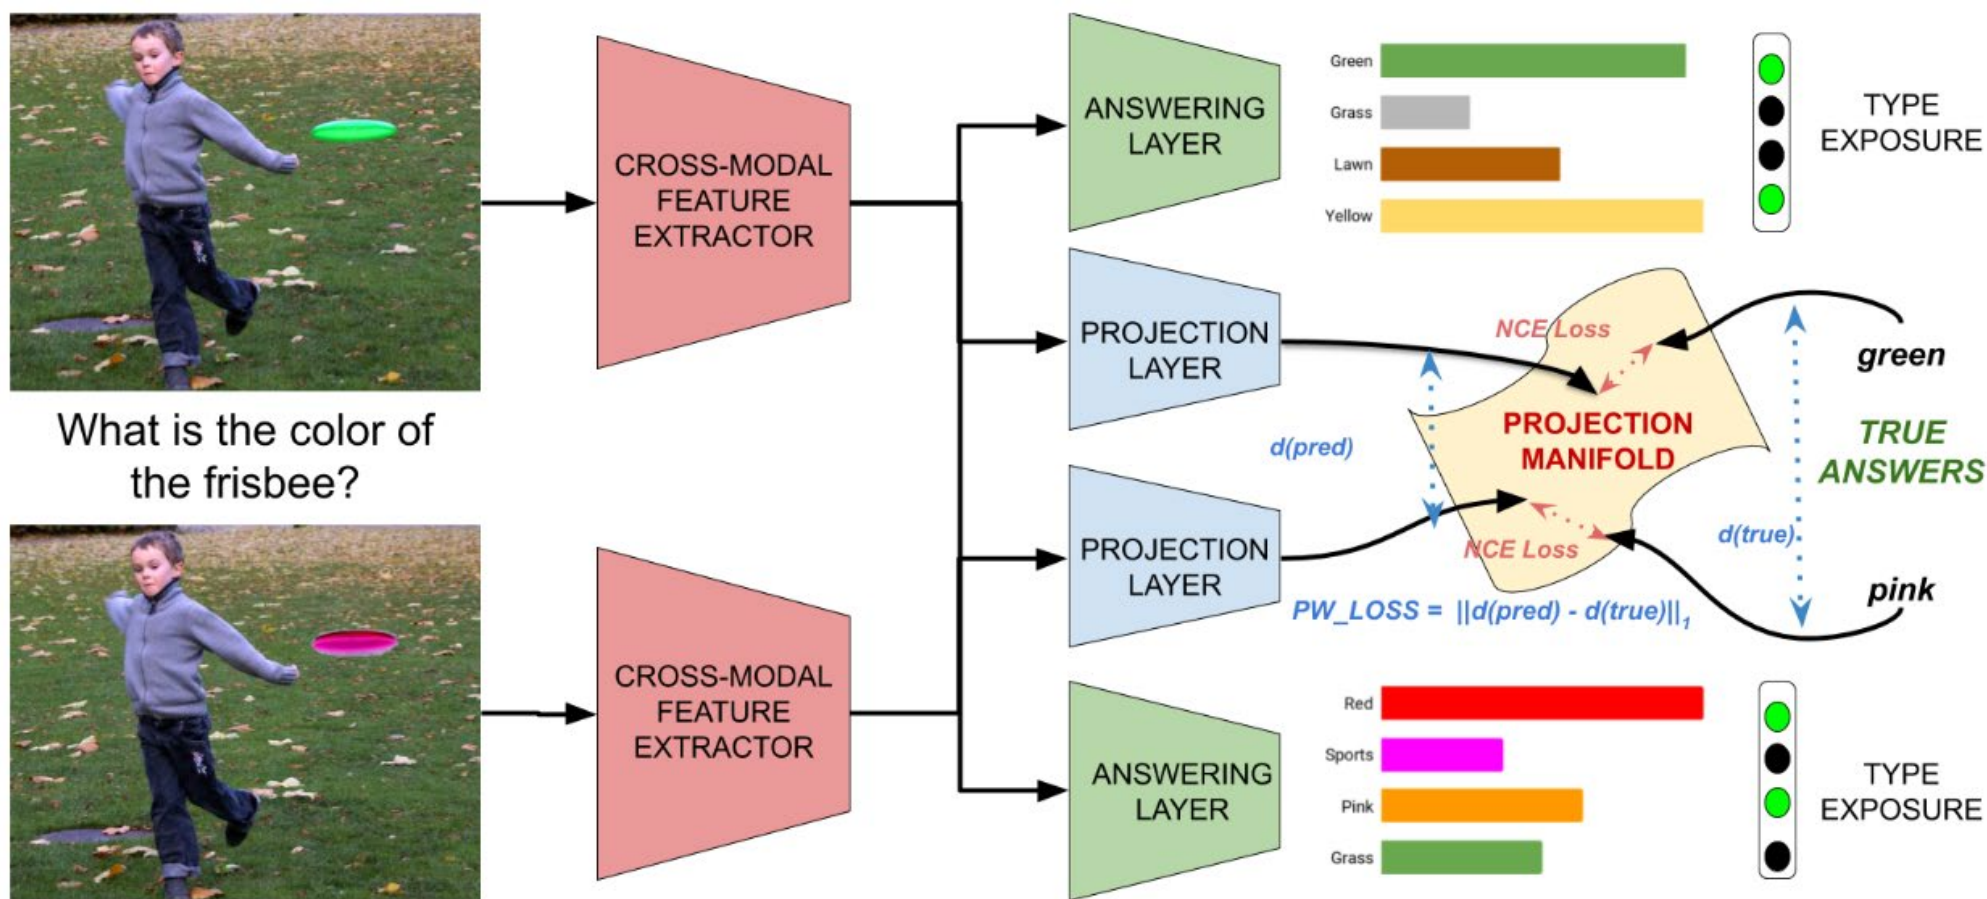 What is the color of
the frisbee?
CROSS-MODAL
FEATURE
EXTRACTOR
CROSS-MODAL
FEATURE
EXTRACTOR
ANSWERING
LAYER
PROJECTION
LAYER
PROJECTION
LAYER
ANSWERING
LAYER
Green
Grass
Lawn
Yellow
TYPE
EXPOSURE
NCE Loss
green
d(pred)
PROJECTION
MANIFOLD
TRUE
ANSWERS
d(true)
NCE Loss
pink
PW_LOSS = ||d(pred) - d(true)||₁
Red
Sports
Pink
Grass
TYPE
EXPOSURE